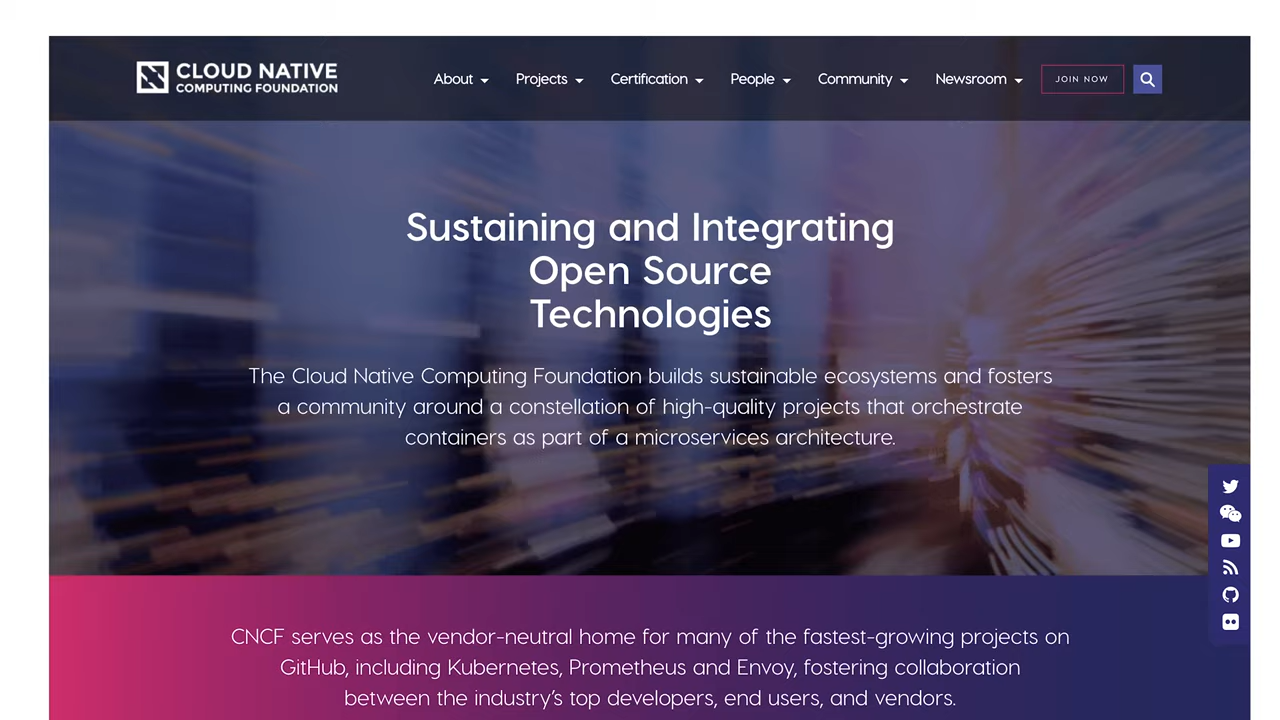 CLOUD NATIVE
COMPUTING FOUNDATION
About Projects Certification People Community Newsroom JOIN NOW
Sustaining and Integrating
Open Source
Technologies
The Cloud Native Computing Foundation builds sustainable ecosystems and fosters
a community around a constellation of high-quality projects that orchestrate
containers as part of a microservices architecture.
CNCF serves as the vendor-neutral home for many of the fastest-growing projects on
GitHub, including Kubernetes, Prometheus and Envoy, fostering collaboration
between the industry's top developers, end users, and vendors.